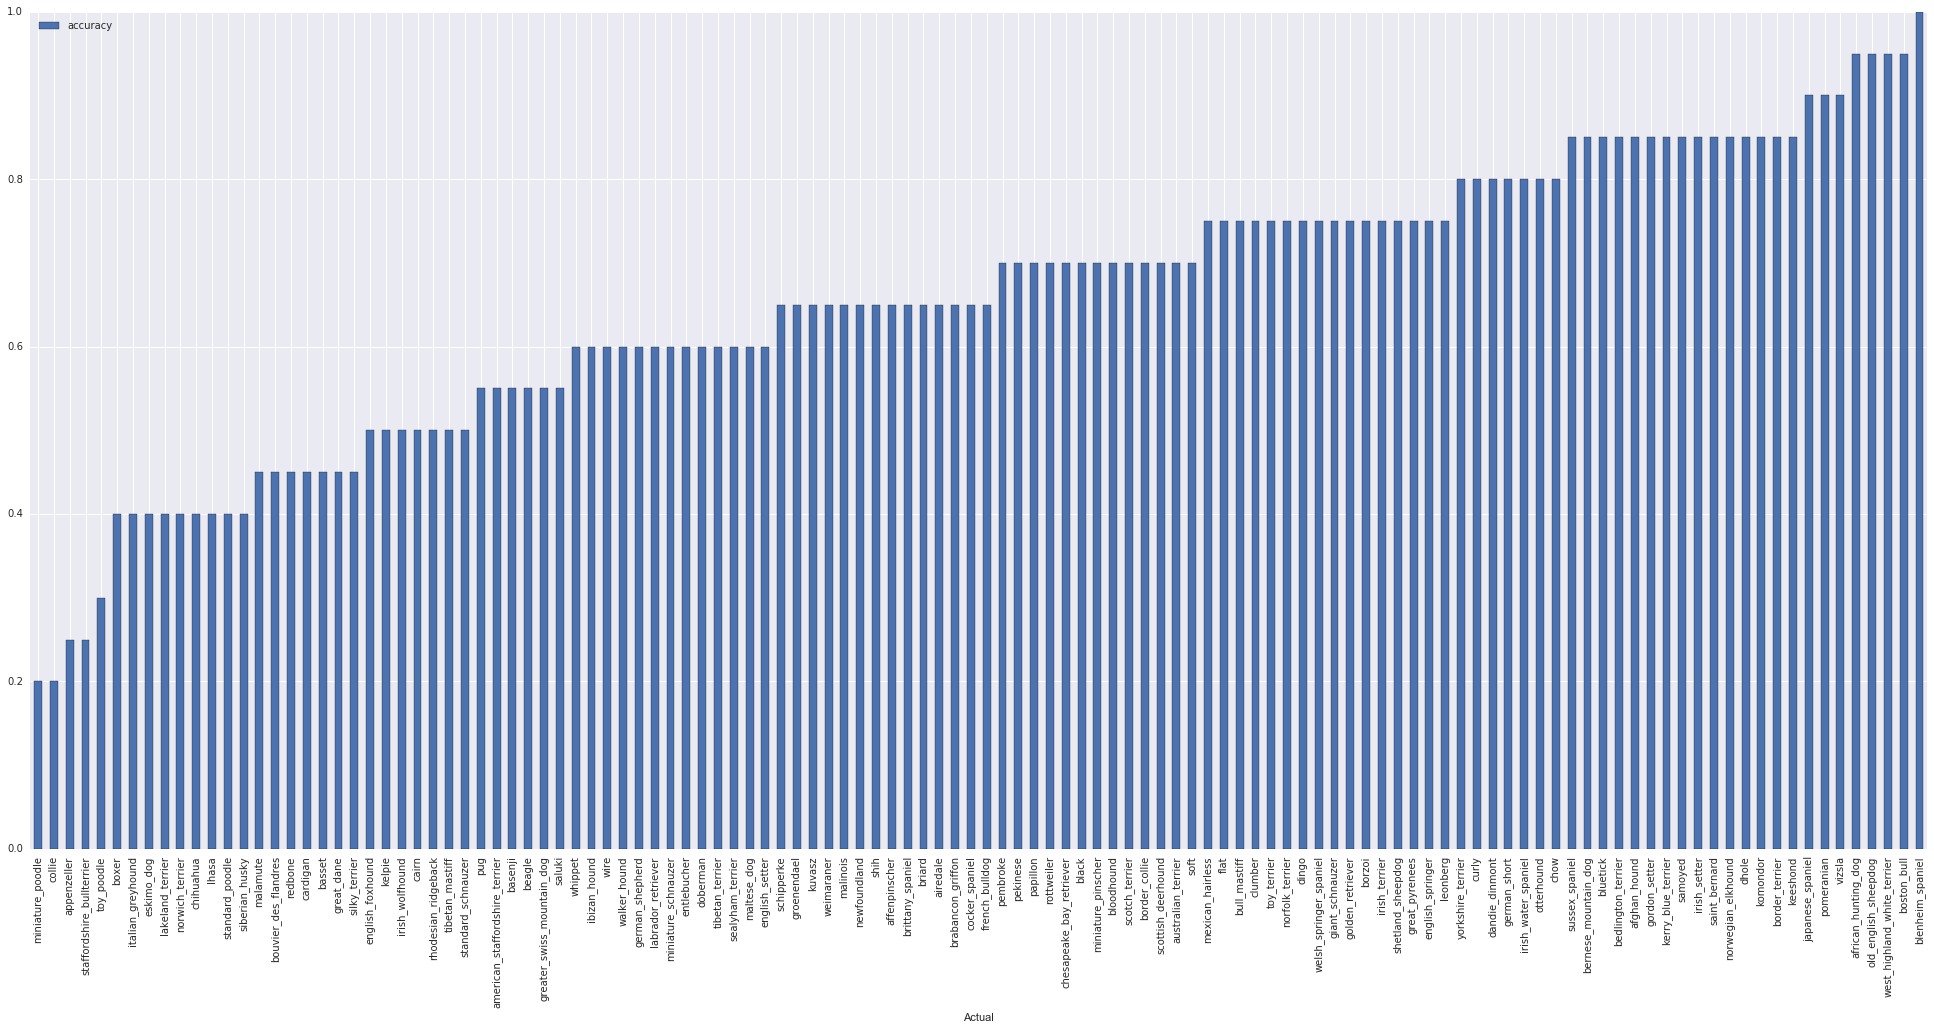 accuracy
1.0
0.8
0.6
0.4
0.2
0.0
miniature_poodle
collie
appenzeller
staffordshire_bullterrier
toy_poodle
boxer
italian_greyhound
eskimo_dog
lakeland_terrier
norwich_terrier
chihuahua
lhasa
standard_poodle
siberian_husky
malamute
bouvier_des_flandres
redbone
cardigan
basset
great_dane
silky_terrier
english_foxhound
kelpie
irish_wolfhound
cairn
rhodesian_ridgeback
tibetan_mastiff
standard_schnauzer
pug
american_staffordshire_terrier
basenji
beagle
greater_swiss_mountain_dog
saluki
whippet
ibizan_hound
wire
walker_hound
german_shepherd
labrador_retriever
miniature_schnauzer
entlebucher
doberman
tibetan_terrier
sealyham_terrier
maltese_dog
english_setter
schipperke
groenendael
kuvasz
weimaraner
malinois
newfoundland
shih
affenpinscher
brittany_spaniel
briard
airedale
brabancon_griffon
cocker_spaniel
french_bulldog
pembroke
pekinese
papillon
rottweiler
chesapeake_bay_retriever
black
miniature_pinscher
bloodhound
scotch_terrier
border_collie
scottish_deerhound
australian_terrier
soft
mexican_hairless
flat
bull_mastiff
clumber
toy_terrier
norfolk_terrier
dingo
welsh_springer_spaniel
giant_schnauzer
golden_retriever
borzoi
irish_terrier
shetland_sheepdog
great_pyrenees
english_springer
leonberg
yorkshire_terrier
curly
dandie_dinmont
german_short
irish_water_spaniel
otterhound
chow
sussex_spaniel
bernese_mountain_dog
bluetick
bedlington_terrier
afghan_hound
gordon_setter
kerry_blue_terrier
samoyed
irish_setter
saint_bernard
norwegian_elkhound
dhole
komondor
border_terrier
keeshond
japanese_spaniel
pomeranian
vizsla
african_hunting_dog
old_english_sheepdog
west_highland_white_terrier
boston_bull
blenheim_spaniel
Actual